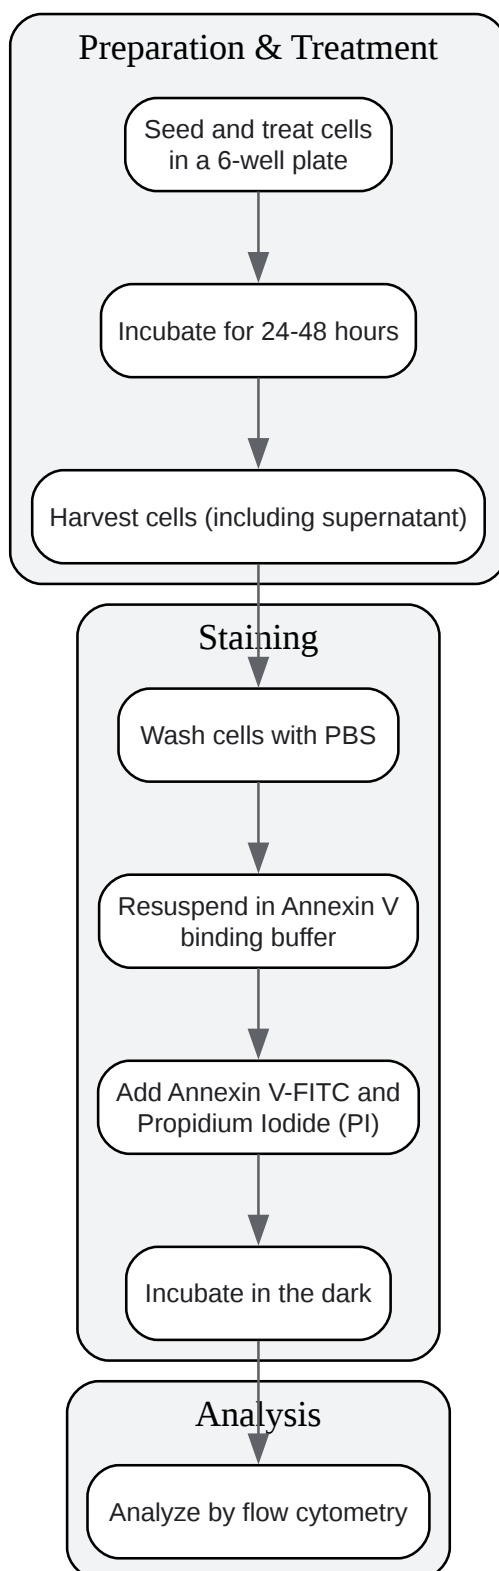 Preparation & Treatment
Seed and treat cells
in a 6-well plate
Incubate for 24-48 hours
Harvest cells (including supernatant)
Staining
Wash cells with PBS
Resuspend in Annexin V
binding buffer
Add Annexin V-FITC and
Propidium Iodide (PI)
Incubate in the dark
Analysis
Analyze by flow cytometry